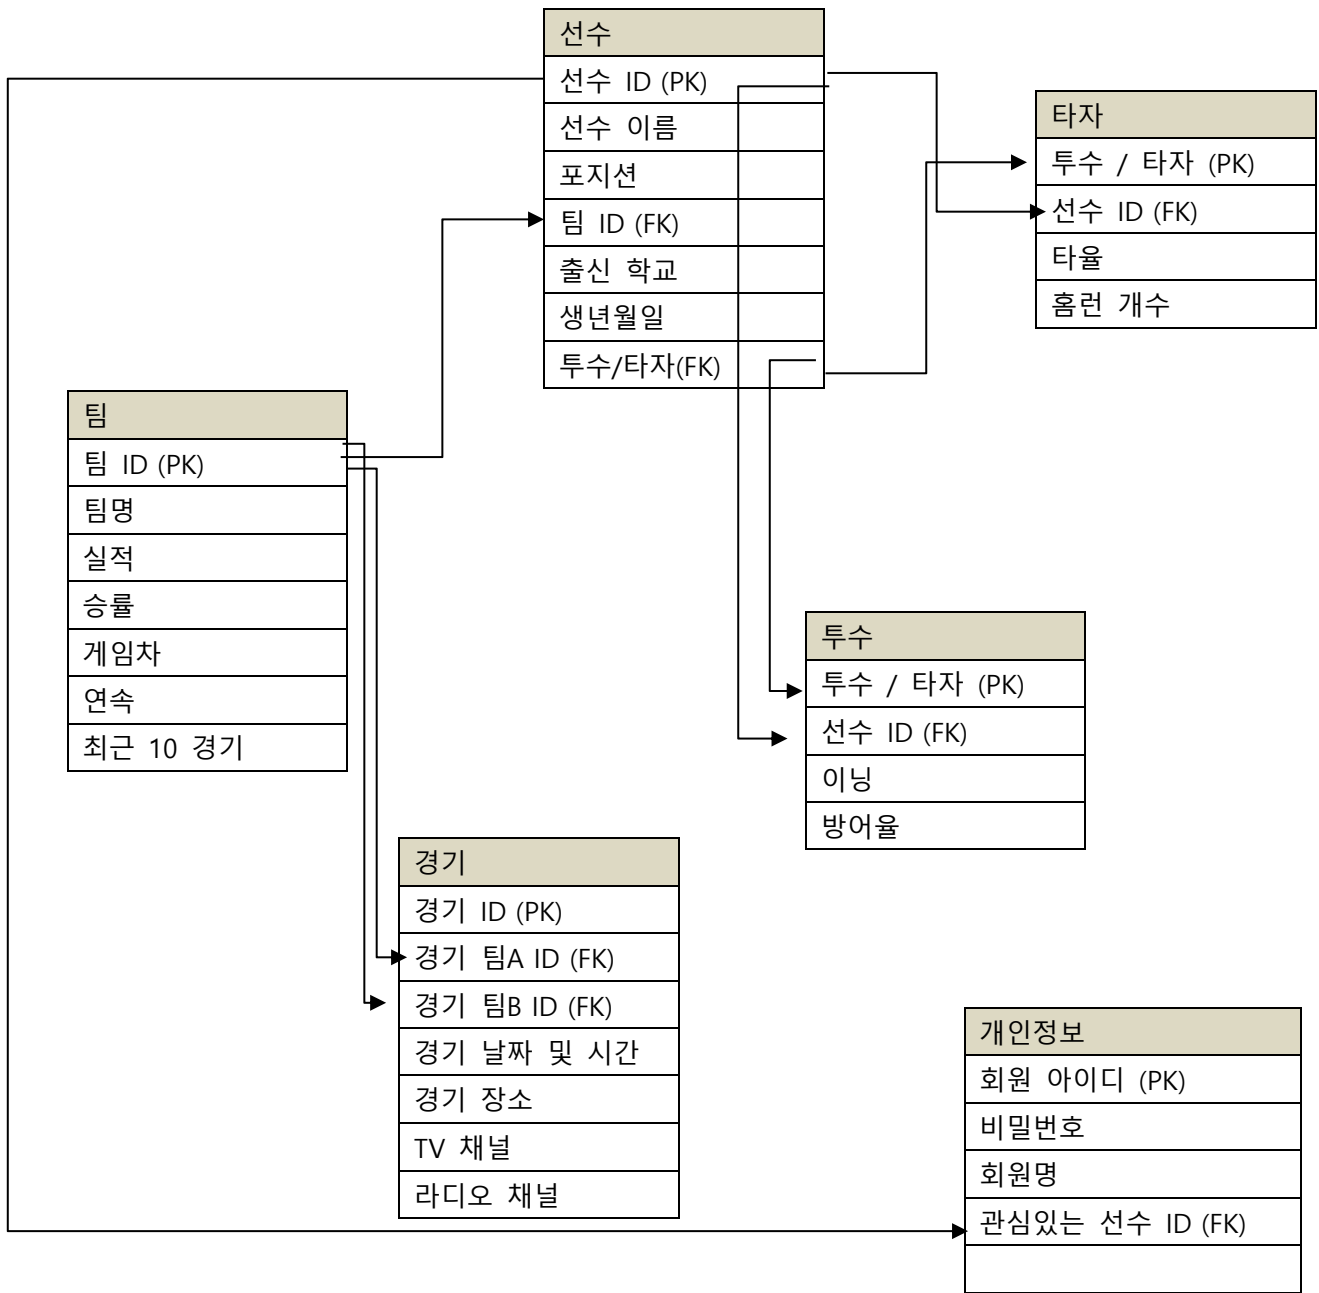 선수
선수 ID (PK)
선수 이름
포지션
팀 ID (FK)
출신 학교
생년월일
투수/타자(FK)
타자
투수 / 타자 (PK)
선수 ID (FK)
타율
홈런 개수
팀
팀 ID (PK)
팀명
실적
승률
게임차
연속
최근 10 경기
투수
투수 / 타자 (PK)
선수 ID (FK)
이닝
방어율
경기
경기 ID (PK)
경기 팀A ID (FK)
경기 팀B ID (FK)
경기 날짜 및 시간
경기 장소
TV 채널
라디오 채널
개인정보
회원 아이디 (PK)
비밀번호
회원명
관심있는 선수 ID (FK)